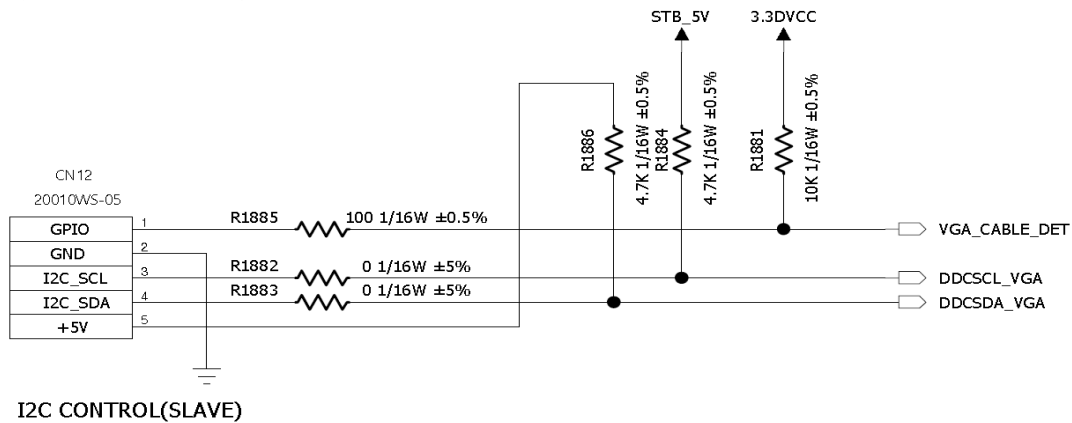 STB_5V
3.3DVCC
R1886
4.7K 1/16W ±0.5%
R1884
4.7K 1/16W ±0.5%
R1881
10K 1/16W ±0.5%
CN12
20010WS-05
GPIO
1
R1885
100 1/16W ±0.5%
VGA_CABLE_DET
GND
2
I2C_SCL
3
R1882
0 1/16W ±5%
DDCSCL_VGA
I2C_SDA
4
R1883
0 1/16W ±5%
DDCSDA_VGA
+5V
5
I2C CONTROL(SLAVE)